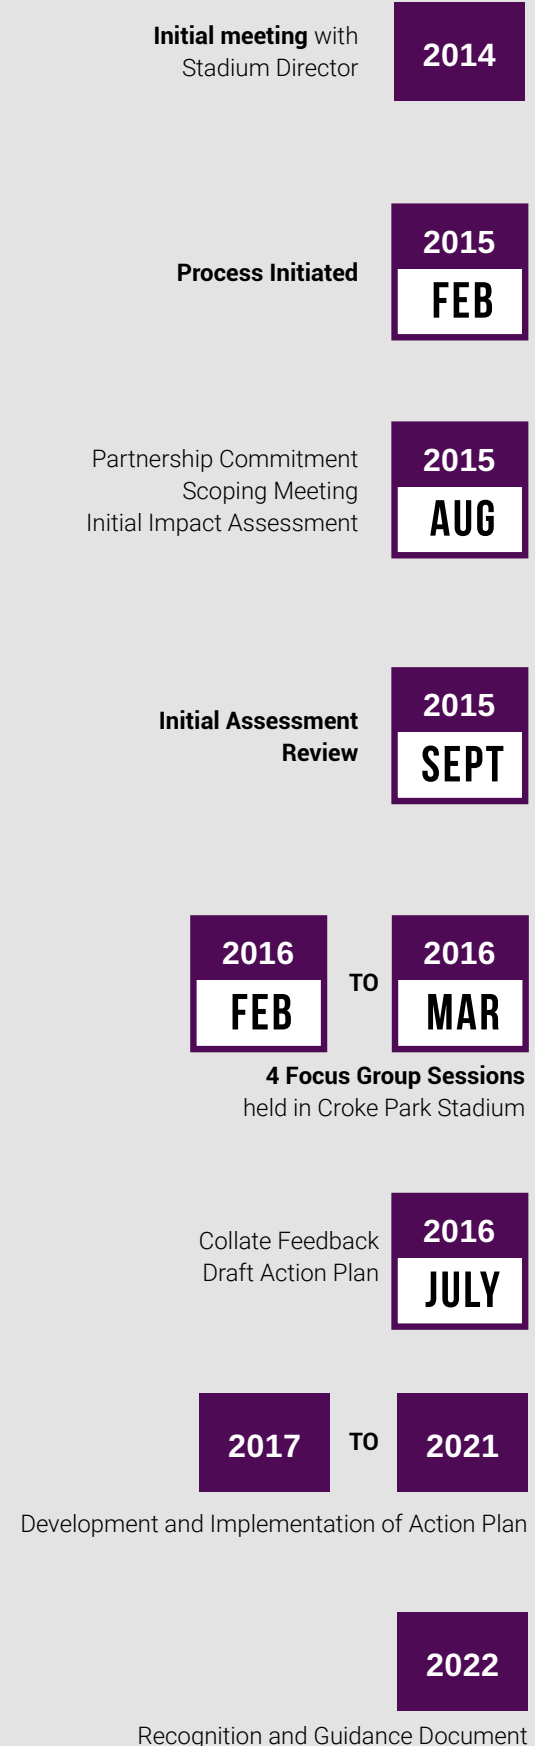 Initial meeting with
Stadium Director
2014
Process Initiated
2015
FEB
Partnership Commitment
Scoping Meeting
Initial Impact Assessment
2015
AUG
Initial Assessment
Review
2015
SEPT
2016
FEB
TO
2016
MAR
4 Focus Group Sessions
held in Croke Park Stadium
Collate Feedback
Draft Action Plan
2016
JULY
2017
TO
2021
Development and Implementation of Action Plan
2022
Recognition and Guidance Document